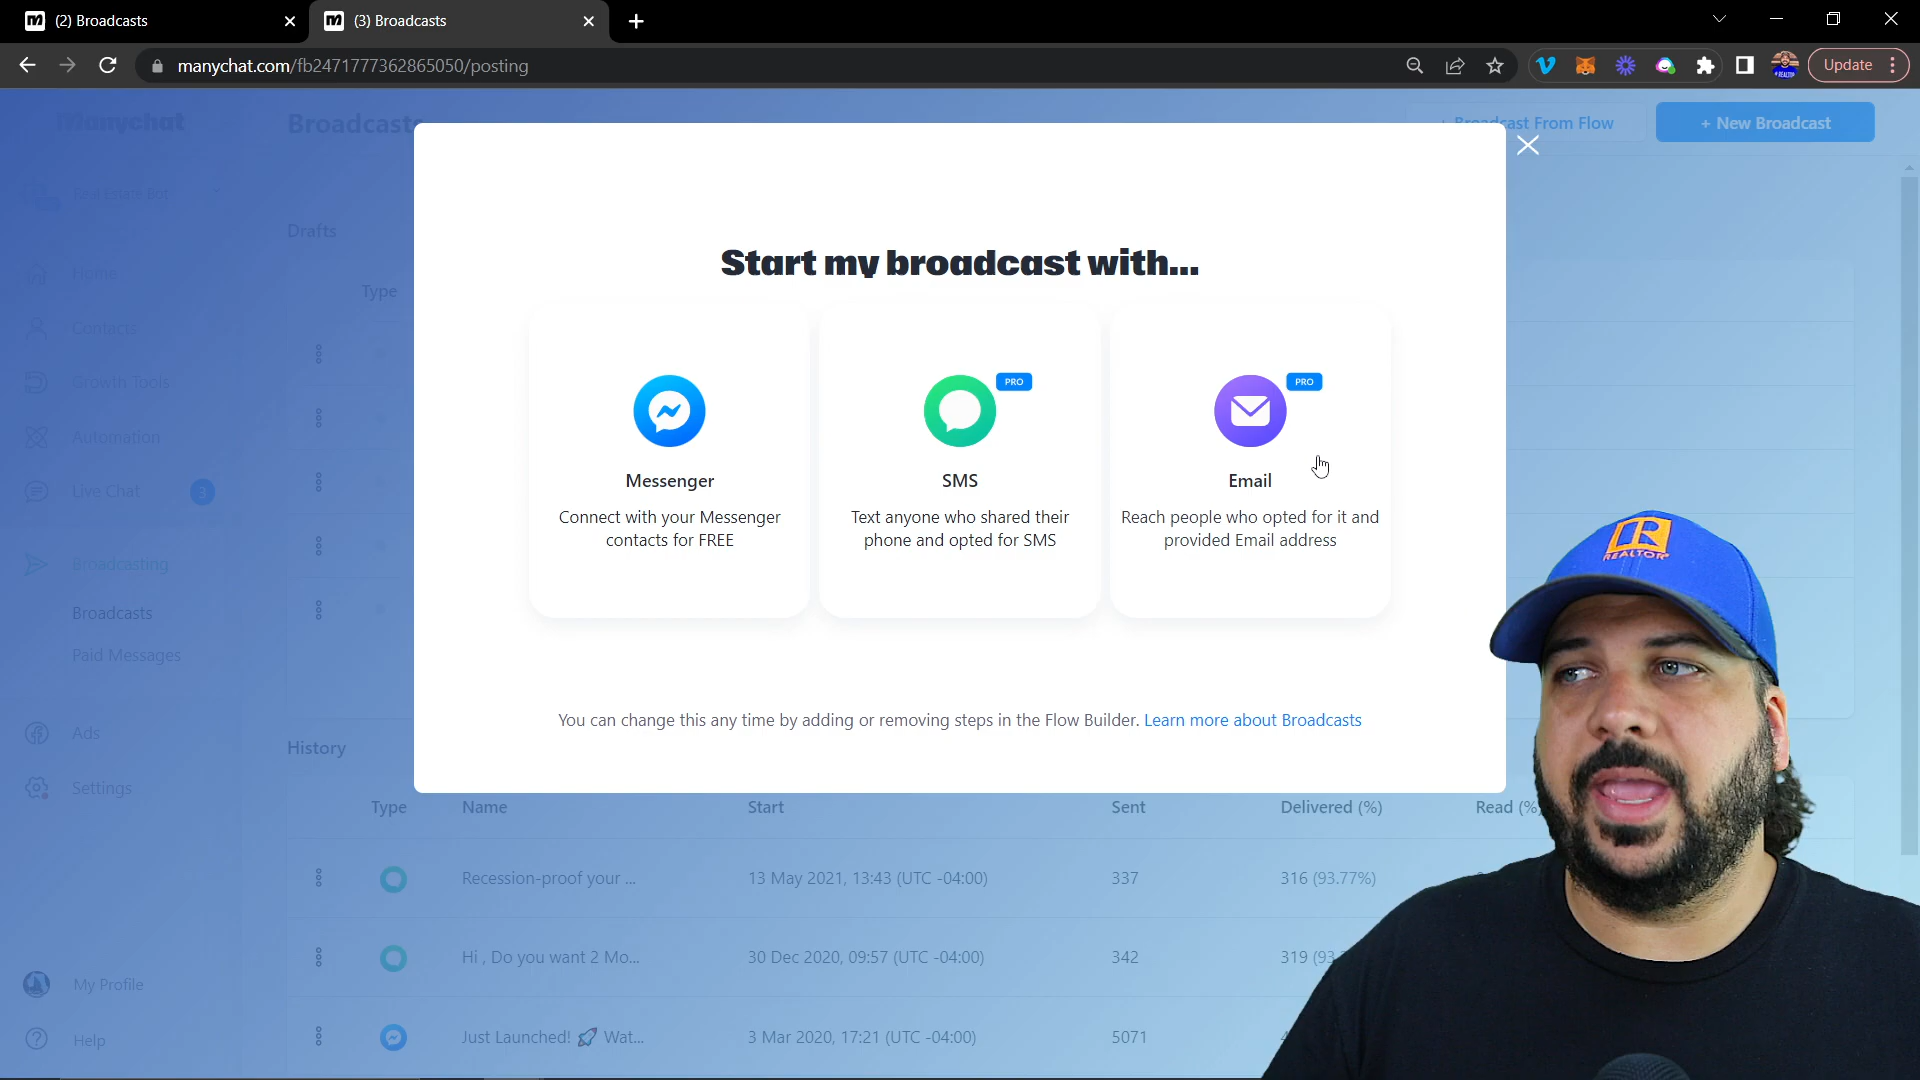 (2) Broadcasts
(3) Broadcasts
manychat.com/fb2471777362865050/posting
Update
Manychat
Broadcasts
+ Broadcast From Flow
+ New Broadcast
Real Estate Bot
Drafts
Home
Type
Contacts
Growth Tools
Automation
Live Chat
3
Broadcasting
Broadcasts
Paid Messages
Ads
Settings
My Profile
Help
Start my broadcast with...
Messenger
Connect with your Messenger
contacts for FREE
PRO
SMS
Text anyone who shared their
phone and opted for SMS
PRO
Email
Reach people who opted for it and
provided Email address
You can change this any time by adding or removing steps in the Flow Builder. Learn more about Broadcasts
History
Type Name Start Sent Delivered (%) Read (%
Recession-proof your ... 13 May 2021, 13:43 (UTC -04:00) 337 316 (93.77%)
Hi , Do you want 2 Mo... 30 Dec 2020, 09:57 (UTC -04:00) 342 319 (93.
Just Launched! 🚀 Wat... 3 Mar 2020, 17:21 (UTC -04:00) 5071
R
REALTOR